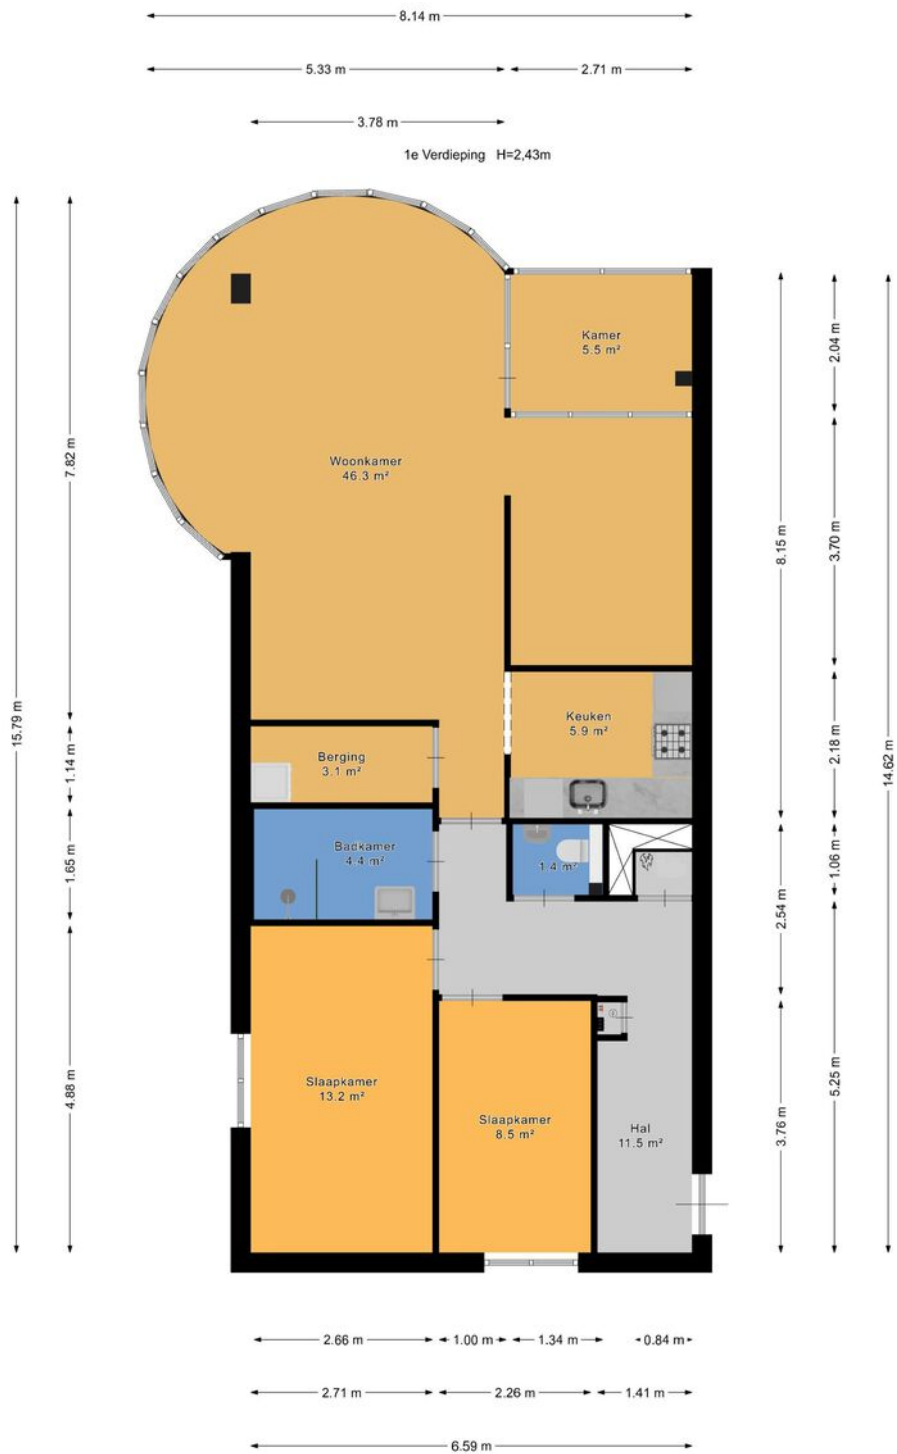 8.14 m
5.33 m
2.71 m
3.78 m
1e Verdieping H=2,43m
Kamer
5.5 m²
2.04 m
Woonkamer
46.3 m²
7.82 m
8.15 m
3.70 m
15.79 m
14.62 m
Keuken
5.9 m²
2.18 m
Berging
3.1 m²
1.14 m
Badkamer
4.4 m²
1.65 m
1.4 m²
1.06 m
2.54 m
Slaapkamer
13.2 m²
4.88 m
Slaapkamer
8.5 m²
Hal
11.5 m²
3.76 m
5.25 m
2.66 m
1.00 m
1.34 m
0.84 m
2.71 m
2.26 m
1.41 m
6.59 m